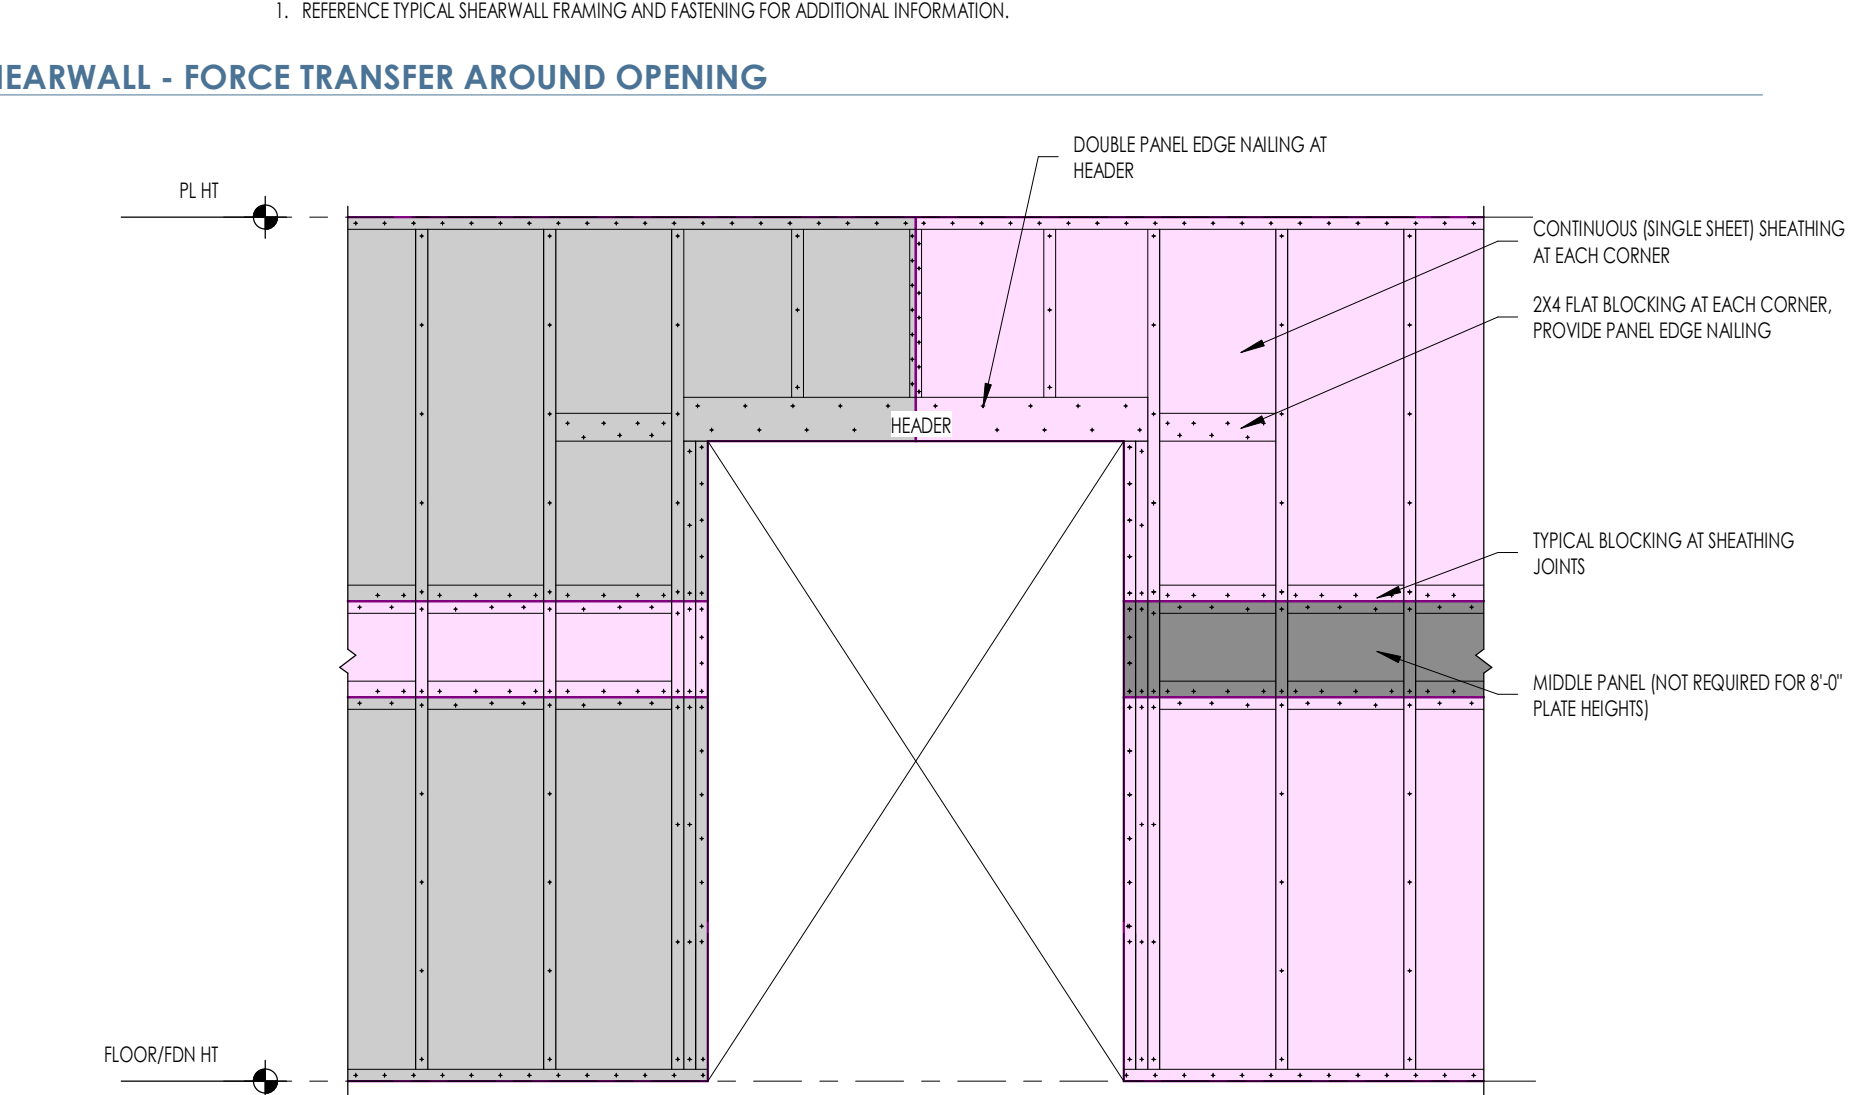 1. REFERENCE TYPICAL SHEARWALL FRAMING AND FASTENING FOR ADDITIONAL INFORMATION.
HEARWALL - FORCE TRANSFER AROUND OPENING
DOUBLE PANEL EDGE NAILING AT
HEADER
PL HT
CONTINUOUS (SINGLE SHEET) SHEATHING
AT EACH CORNER
2X4 FLAT BLOCKING AT EACH CORNER,
PROVIDE PANEL EDGE NAILING
HEADER
TYPICAL BLOCKING AT SHEATHING
JOINTS
MIDDLE PANEL (NOT REQUIRED FOR 8'-0"
PLATE HEIGHTS)
FLOOR/FDN HT